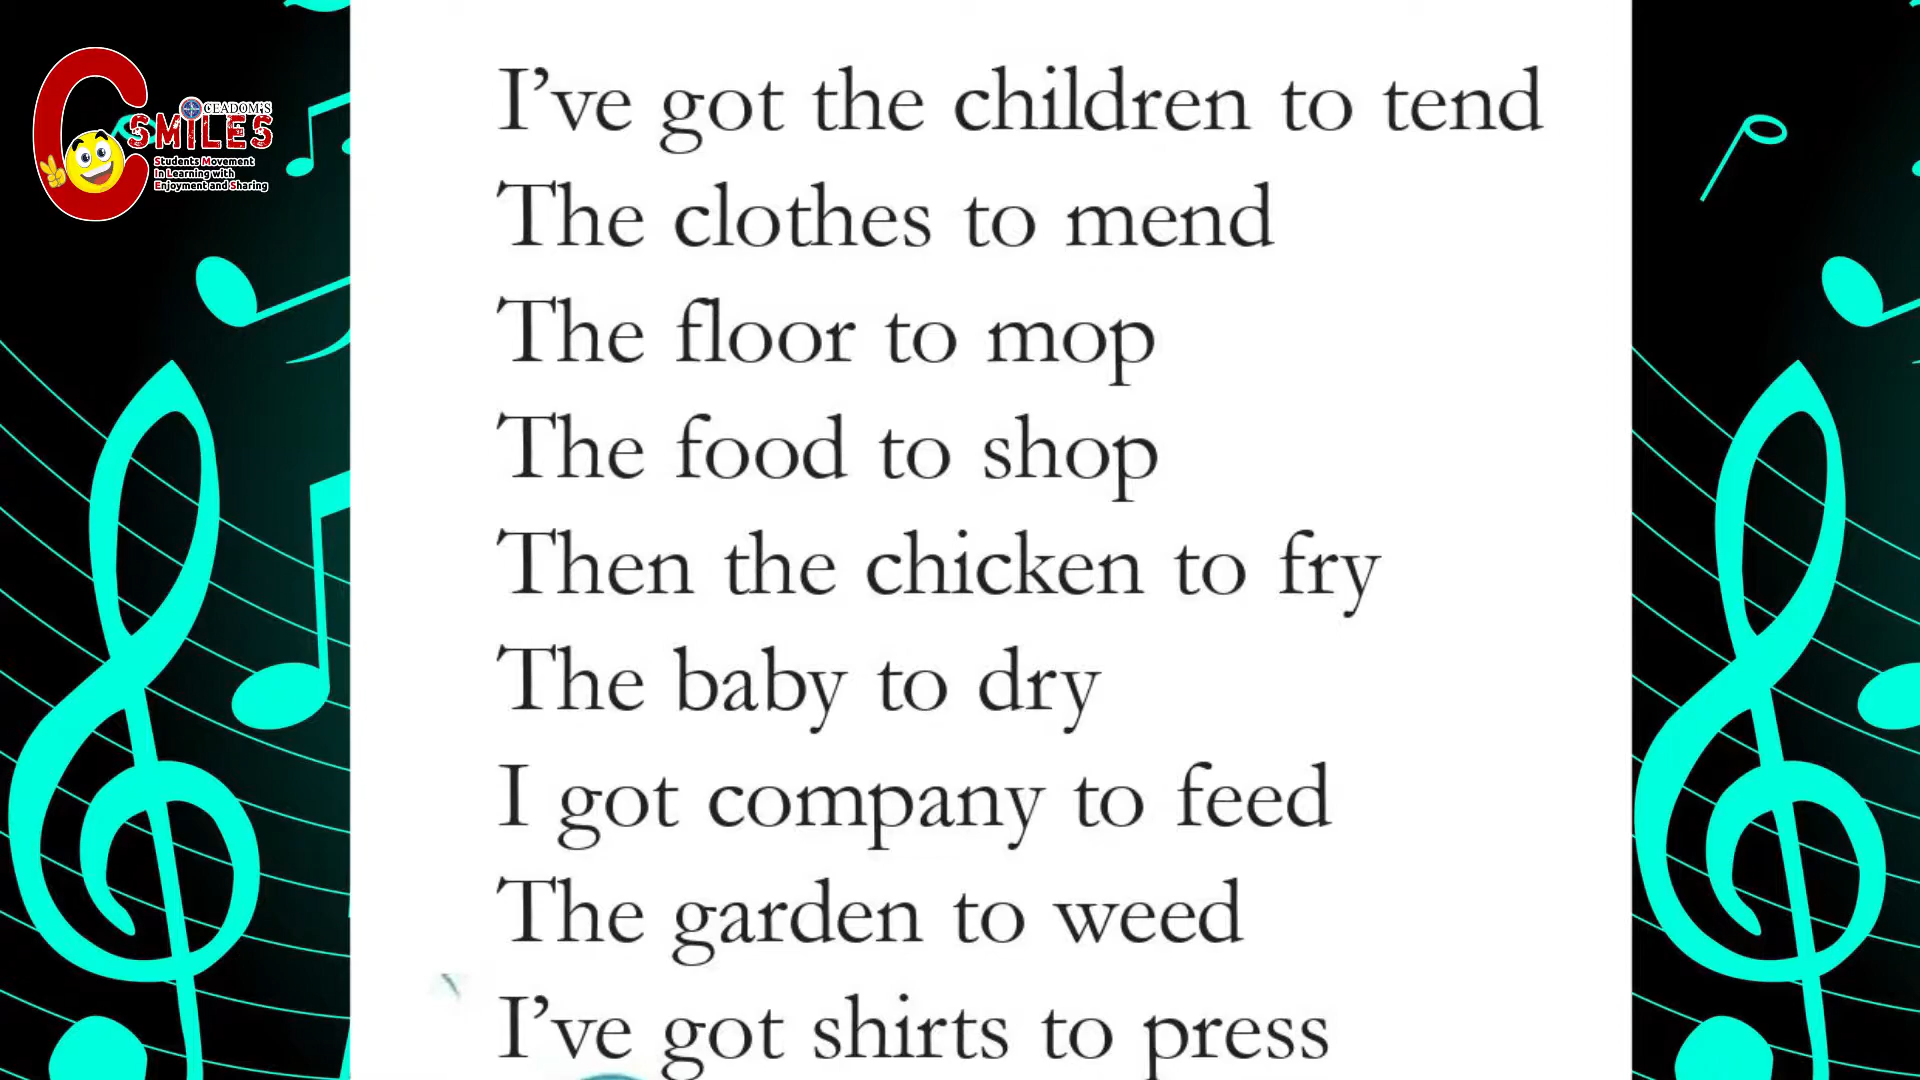 GEADOM'S
C SMILES
Students Movement
In Learning with
Enjoyment and Sharing
I've got the children to tend
The clothes to mend
The floor to mop
The food to shop
Then the chicken to fry
The baby to dry
I got company to feed
The garden to weed
I've got shirts to press